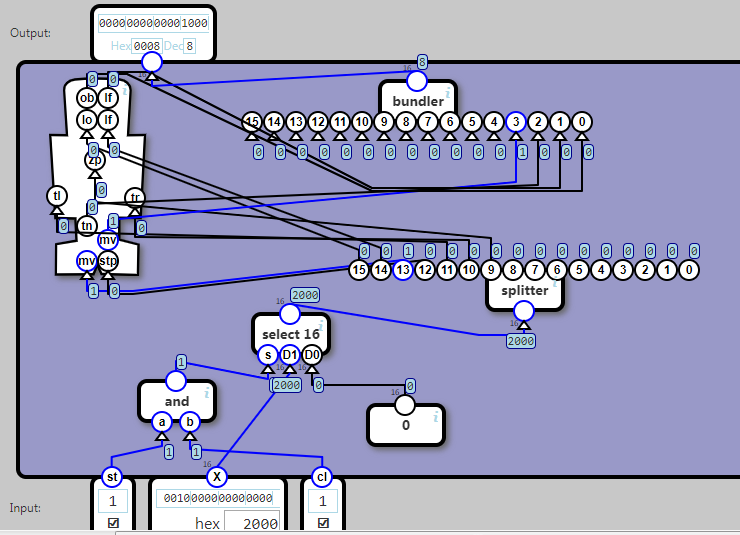 Output:
0000000000001000
Hex 0008 Dec 8
16
16 8
bundler
15 14 13 12 11 10 9 8 7 6 5 4 3 2 1 0
0 0 0 0 0 0 0 0 0 0 0 0 1 0 0 0
0 0
ob lf
lo lf
0 0
zp
0
tl tr
0
0 tn 1 0
mv
mv stp
1 0
0 0 1 0 0 0 0 0 0 0 0 0 0 0 0 0
15 14 13 12 11 10 9 8 7 6 5 4 3 2 1 0
splitter
16
2000
16 2000
select 16
s D1 D0
16 16
2000 0 0
16
0
1
and
a b
1 1
st X cl
16
Input:
1
0010000000000000
1
hex 2000